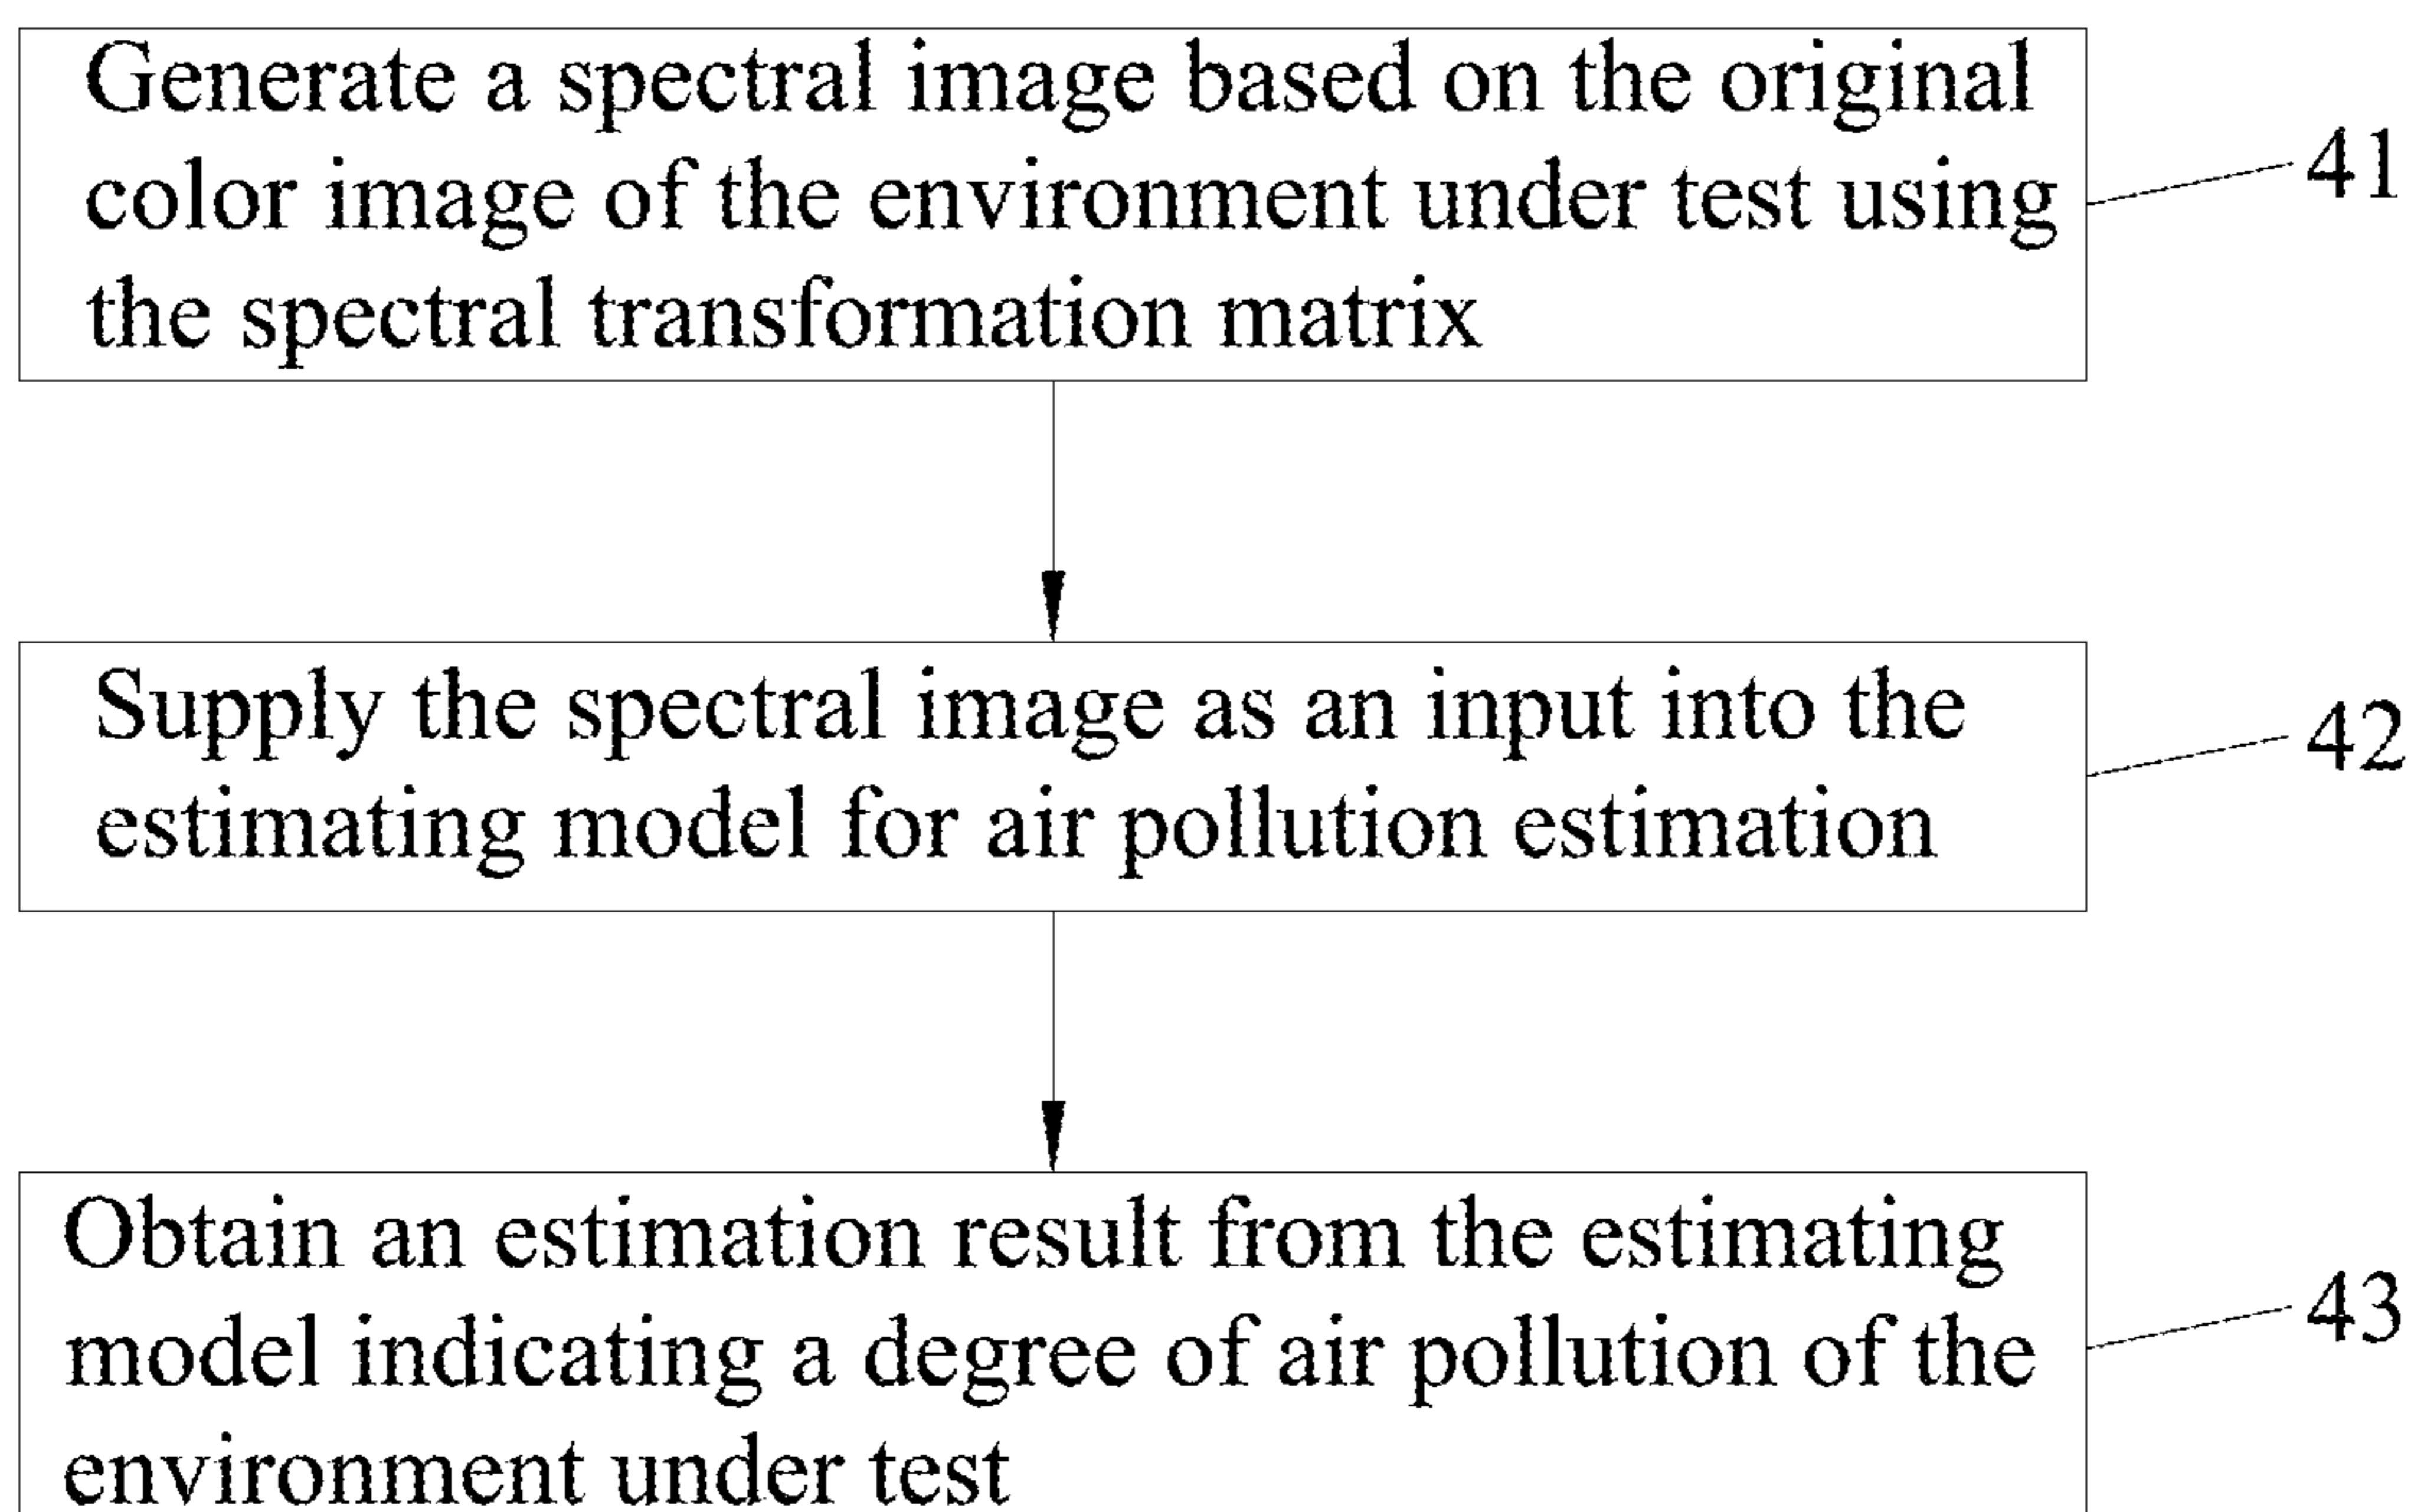 Generate a spectral image based on the original
color image of the environment under test using
the spectral transformation matrix
41
Supply the spectral image as an input into the
estimating model for air pollution estimation
42
Obtain an estimation result from the estimating
model indicating a degree of air pollution of the
environment under test
43